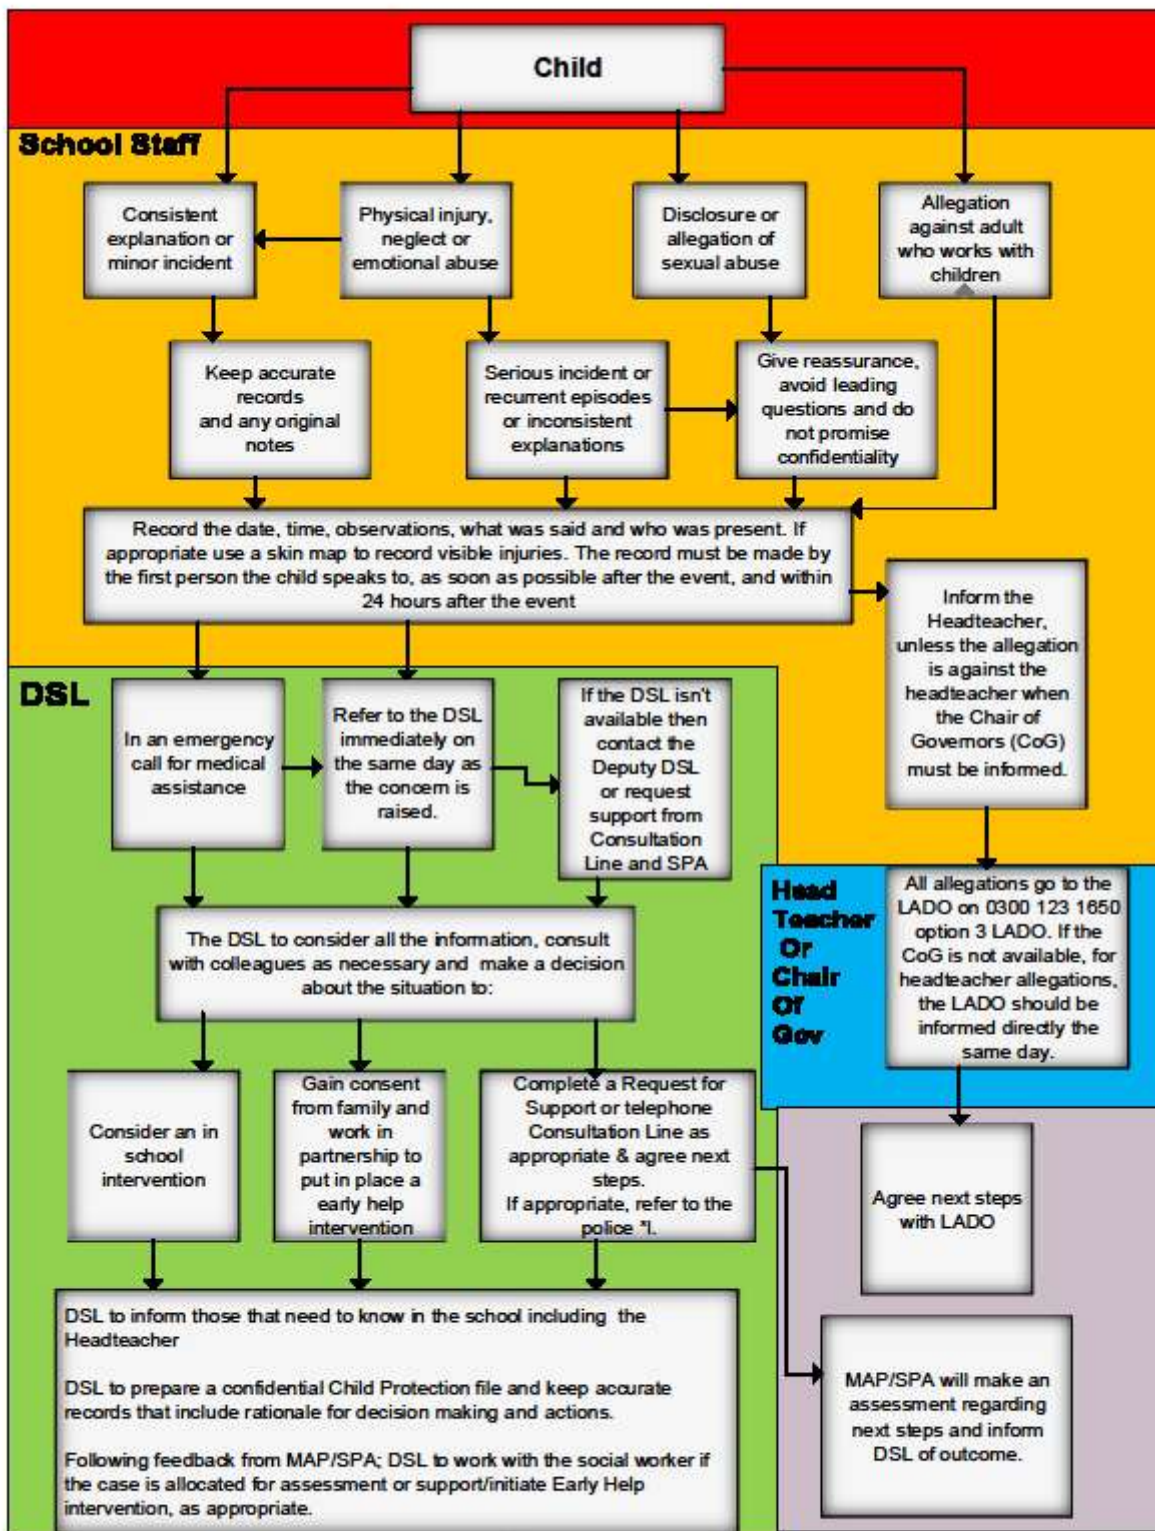 Child
School Staff
Consistent
explanation or
minor incident
Physical injury,
neglect or
emotional abuse
Disclosure or
allegation of
sexual abuse
Allegation
against adult
who works with
children
Keep accurate
records
and any original
notes
Serious incident or
recurrent episodes
or inconsistent
explanations
Give reassurance,
avoid leading
questions and do
not promise
confidentiality
Record the date, time, observations, what was said and who was present. If
appropriate use a skin map to record visible injuries. The record must be made by
the first person the child speaks to, as soon as possible after the event, and within
24 hours after the event
Inform the
Headteacher,
unless the allegation
is against the
headteacher when
the Chair of
Governors (CoG)
must be informed.
DSL
In an emergency
call for medical
assistance
Refer to the DSL
immediately on
the same day as
the concern is
raised.
If the DSL isn't
available then
contact the
Deputy DSL
or request
support from
Consultation
Line and SPA
Head
Teacher
Or
Chair
Of
Gov
All allegations go to the
LADO on 0300 123 1650
option 3 LADO. If the
CoG is not available, for
headteacher allegations,
the LADO should be
informed directly the
same day.
The DSL to consider all the information, consult
with colleagues as necessary and make a decision
about the situation to:
Consider an in
school
intervention
Gain consent
from family and
work in
partnership to
put in place a
early help
intervention
Complete a Request for
Support or telephone
Consultation Line as
appropriate & agree next
steps.
If appropriate, refer to the
police *I.
Agree next steps
with LADO
DSL to inform those that need to know in the school including the
Headteacher
DSL to prepare a confidential Child Protection file and keep accurate
records that include rationale for decision making and actions.
Following feedback from MAP/SPA; DSL to work with the social worker if
the case is allocated for assessment or support/initiate Early Help
intervention, as appropriate.
MAP/SPA will make an
assessment regarding
next steps and inform
DSL of outcome.